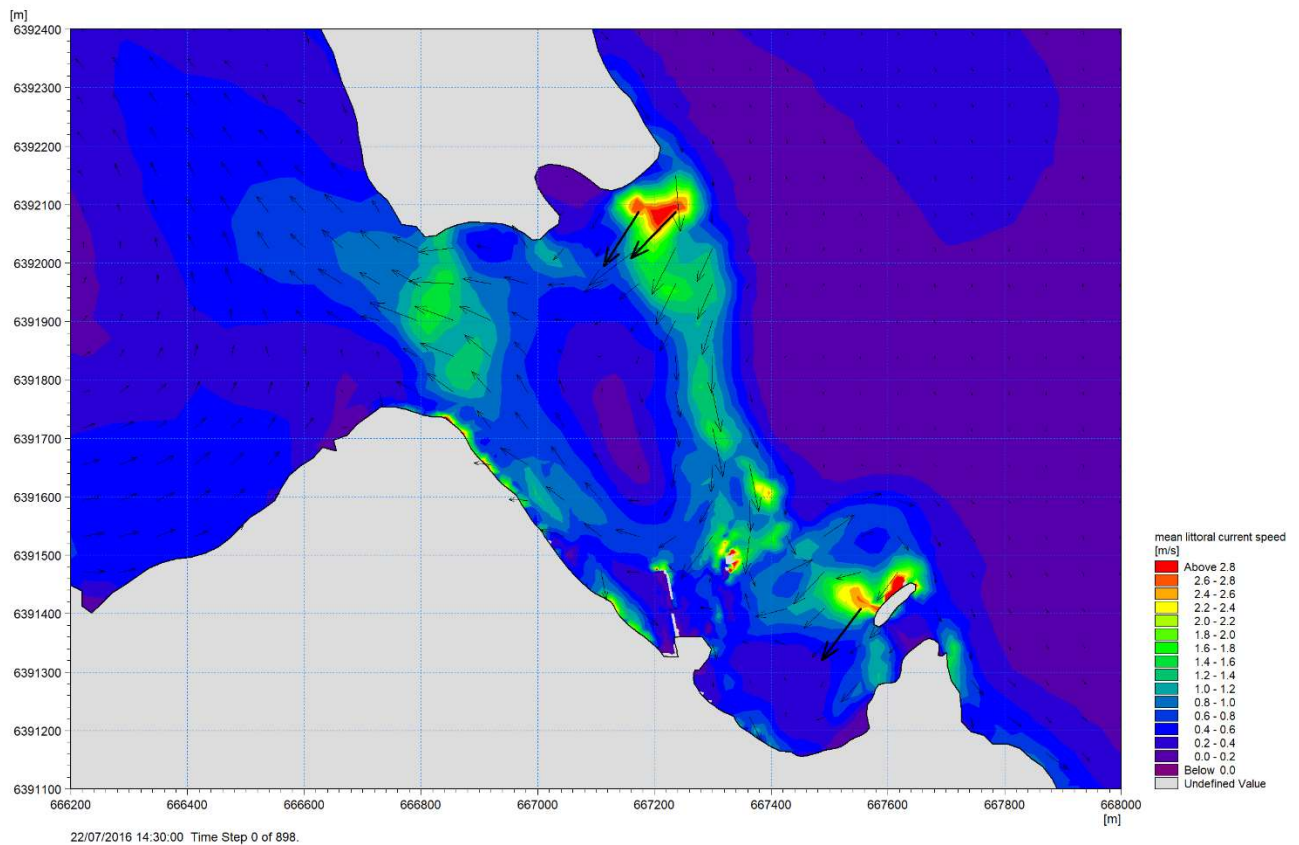 [m]
6392400
6392300
6392200
6392100
6392000
6391900
6391800
6391700
6391600
6391500
6391400
6391300
6391200
6391100
666200 666400 666600 666800 667000 667200 667400 667600 667800 668000
[m]
mean littoral current speed
[m/s]
Above 2.8
2.6 - 2.8
2.4 - 2.6
2.2 - 2.4
2.0 - 2.2
1.8 - 2.0
1.6 - 1.8
1.4 - 1.6
1.2 - 1.4
1.0 - 1.2
0.8 - 1.0
0.6 - 0.8
0.4 - 0.6
0.2 - 0.4
0.0 - 0.2
Below 0.0
Undefined Value
22/07/2016 14:30:00 Time Step 0 of 898.